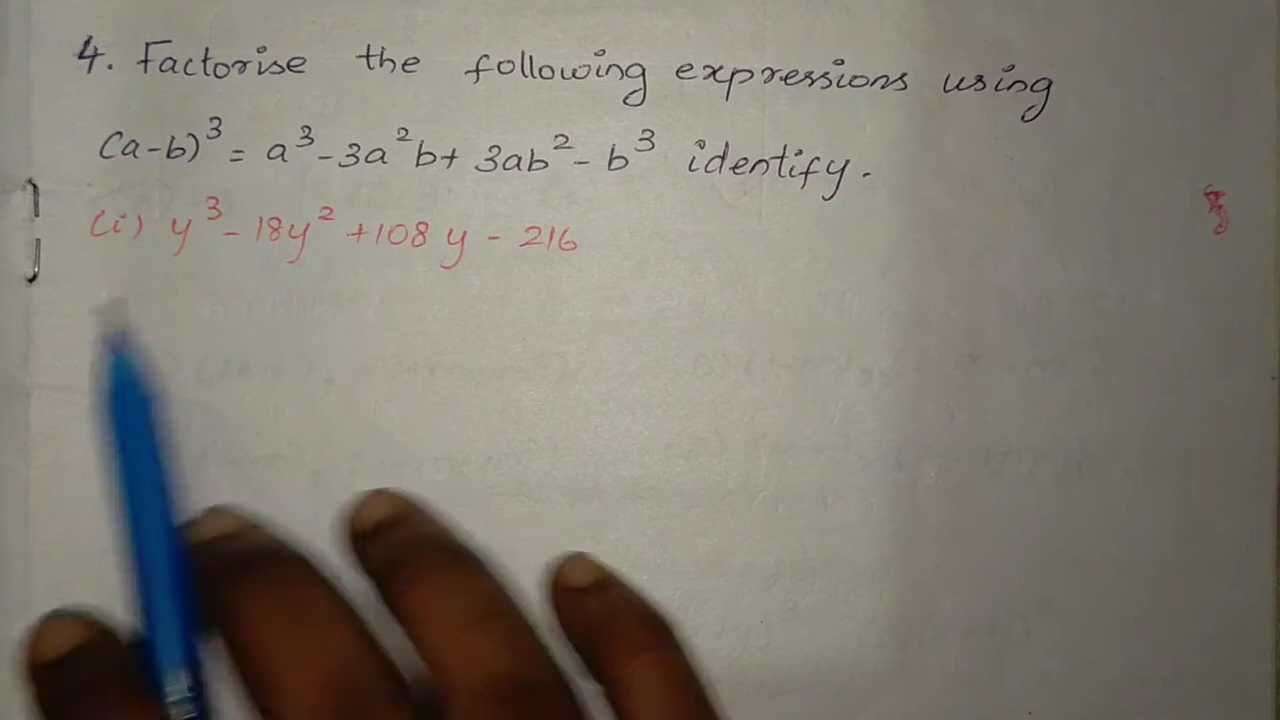 4. Factorise the following expressions using
(a-b)³ = a³ - 3a²b + 3ab² - b³ identify.
(i) y³ - 18y² + 108y - 216